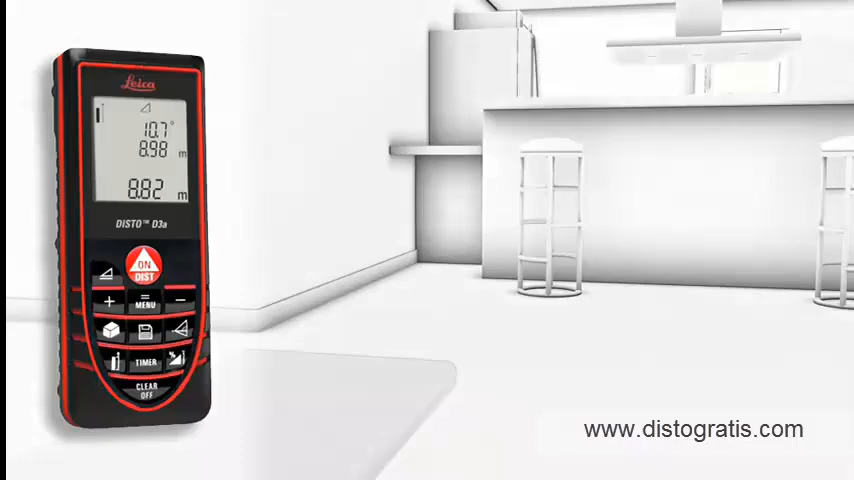 Leica
10.7°
8.98 m
8.82 m
DISTO™ D3a
ON
DIST
+
=
MENU
−
TIMER
%
CLEAR
OFF
www.distogratis.com